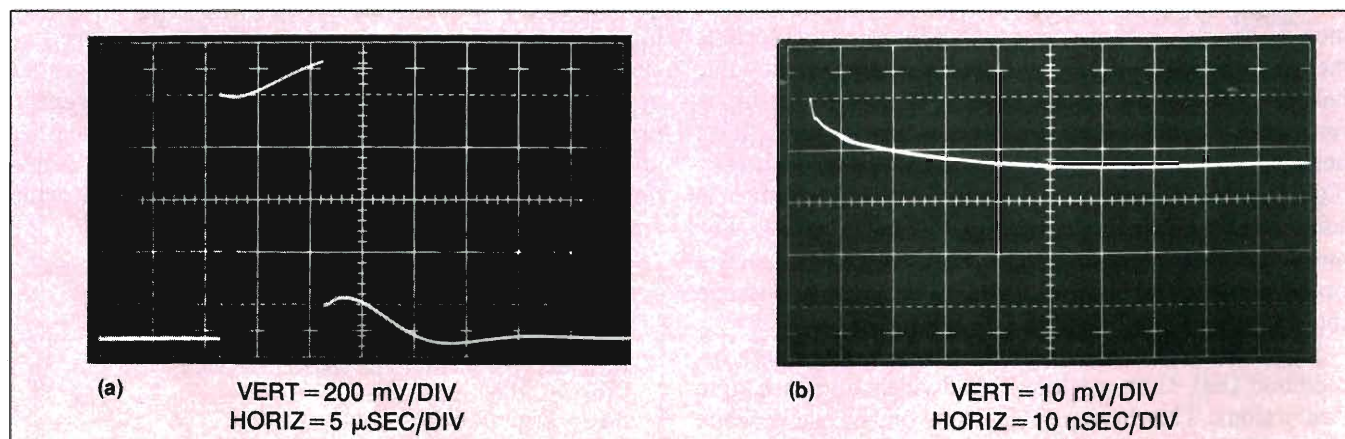 (a)
VERT = 200 mV/DIV
HORIZ = 5 μSEC/DIV
(b)
VERT = 10 mV/DIV
HORIZ = 10 nSEC/DIV